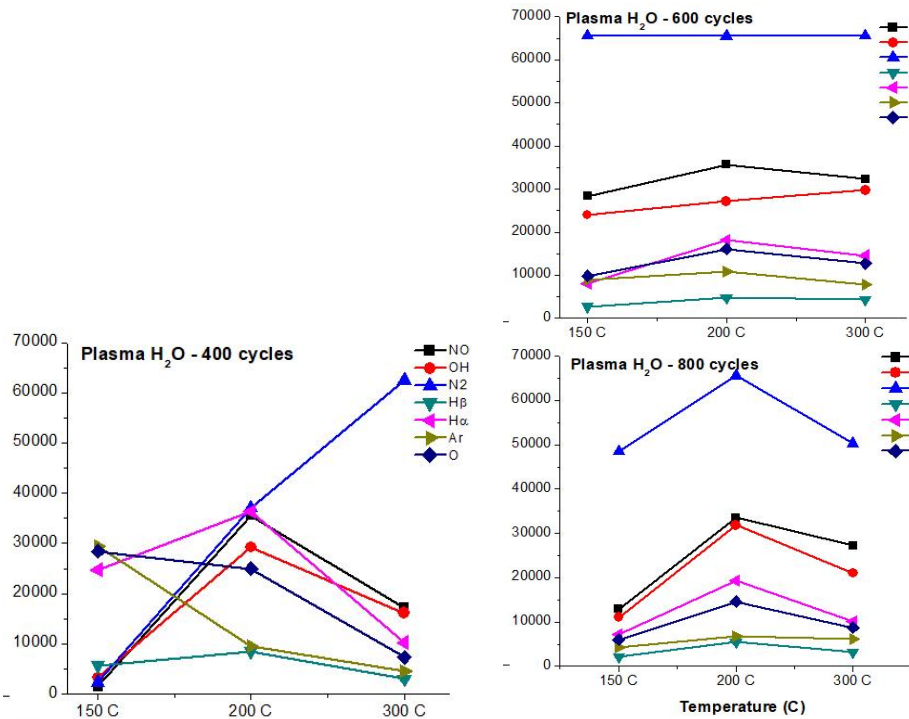 Plasma H₂O - 600 cycles
70000
60000
50000
40000
30000
20000
10000
0
150 C 200 C 300 C
Plasma H₂O - 400 cycles
70000
60000
50000
40000
30000
20000
10000
0
150 C 200 C 300 C
NO
OH
N2
Hβ
Hα
Ar
O
Plasma H₂O - 800 cycles
70000
60000
50000
40000
30000
20000
10000
0
150 C 200 C 300 C
Temperature (C)